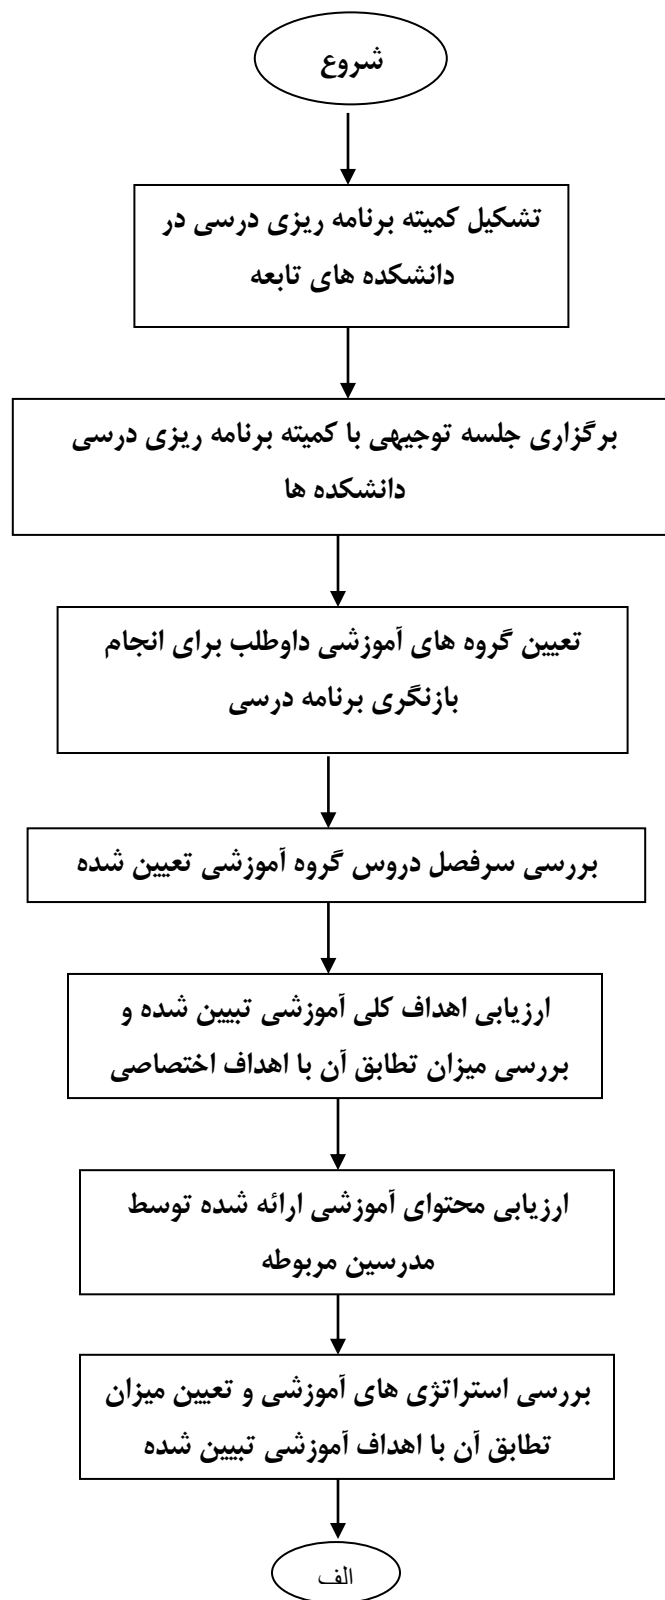 شروع
تشکیل کمیته برنامه ریزی درسی در
دانشکده های تابعه
برگزاری جلسه توجیهی با کمیته برنامه ریزی درسی
دانشکده ها
تعیین گروه های آموزشی داوطلب برای انجام
بازنگری برنامه درسی
بررسی سرفصل دروس گروه آموزشی تعیین شده
ارزیابی اهداف کلی آموزشی تبیین شده و
بررسی میزان تطابق آن با اهداف اختصاصی
ارزیابی محتوای آموزشی ارائه شده توسط
مدرسین مربوطه
بررسی استراتژی های آموزشی و تعیین میزان
تطابق آن با اهداف آموزشی تبیین شده
الف